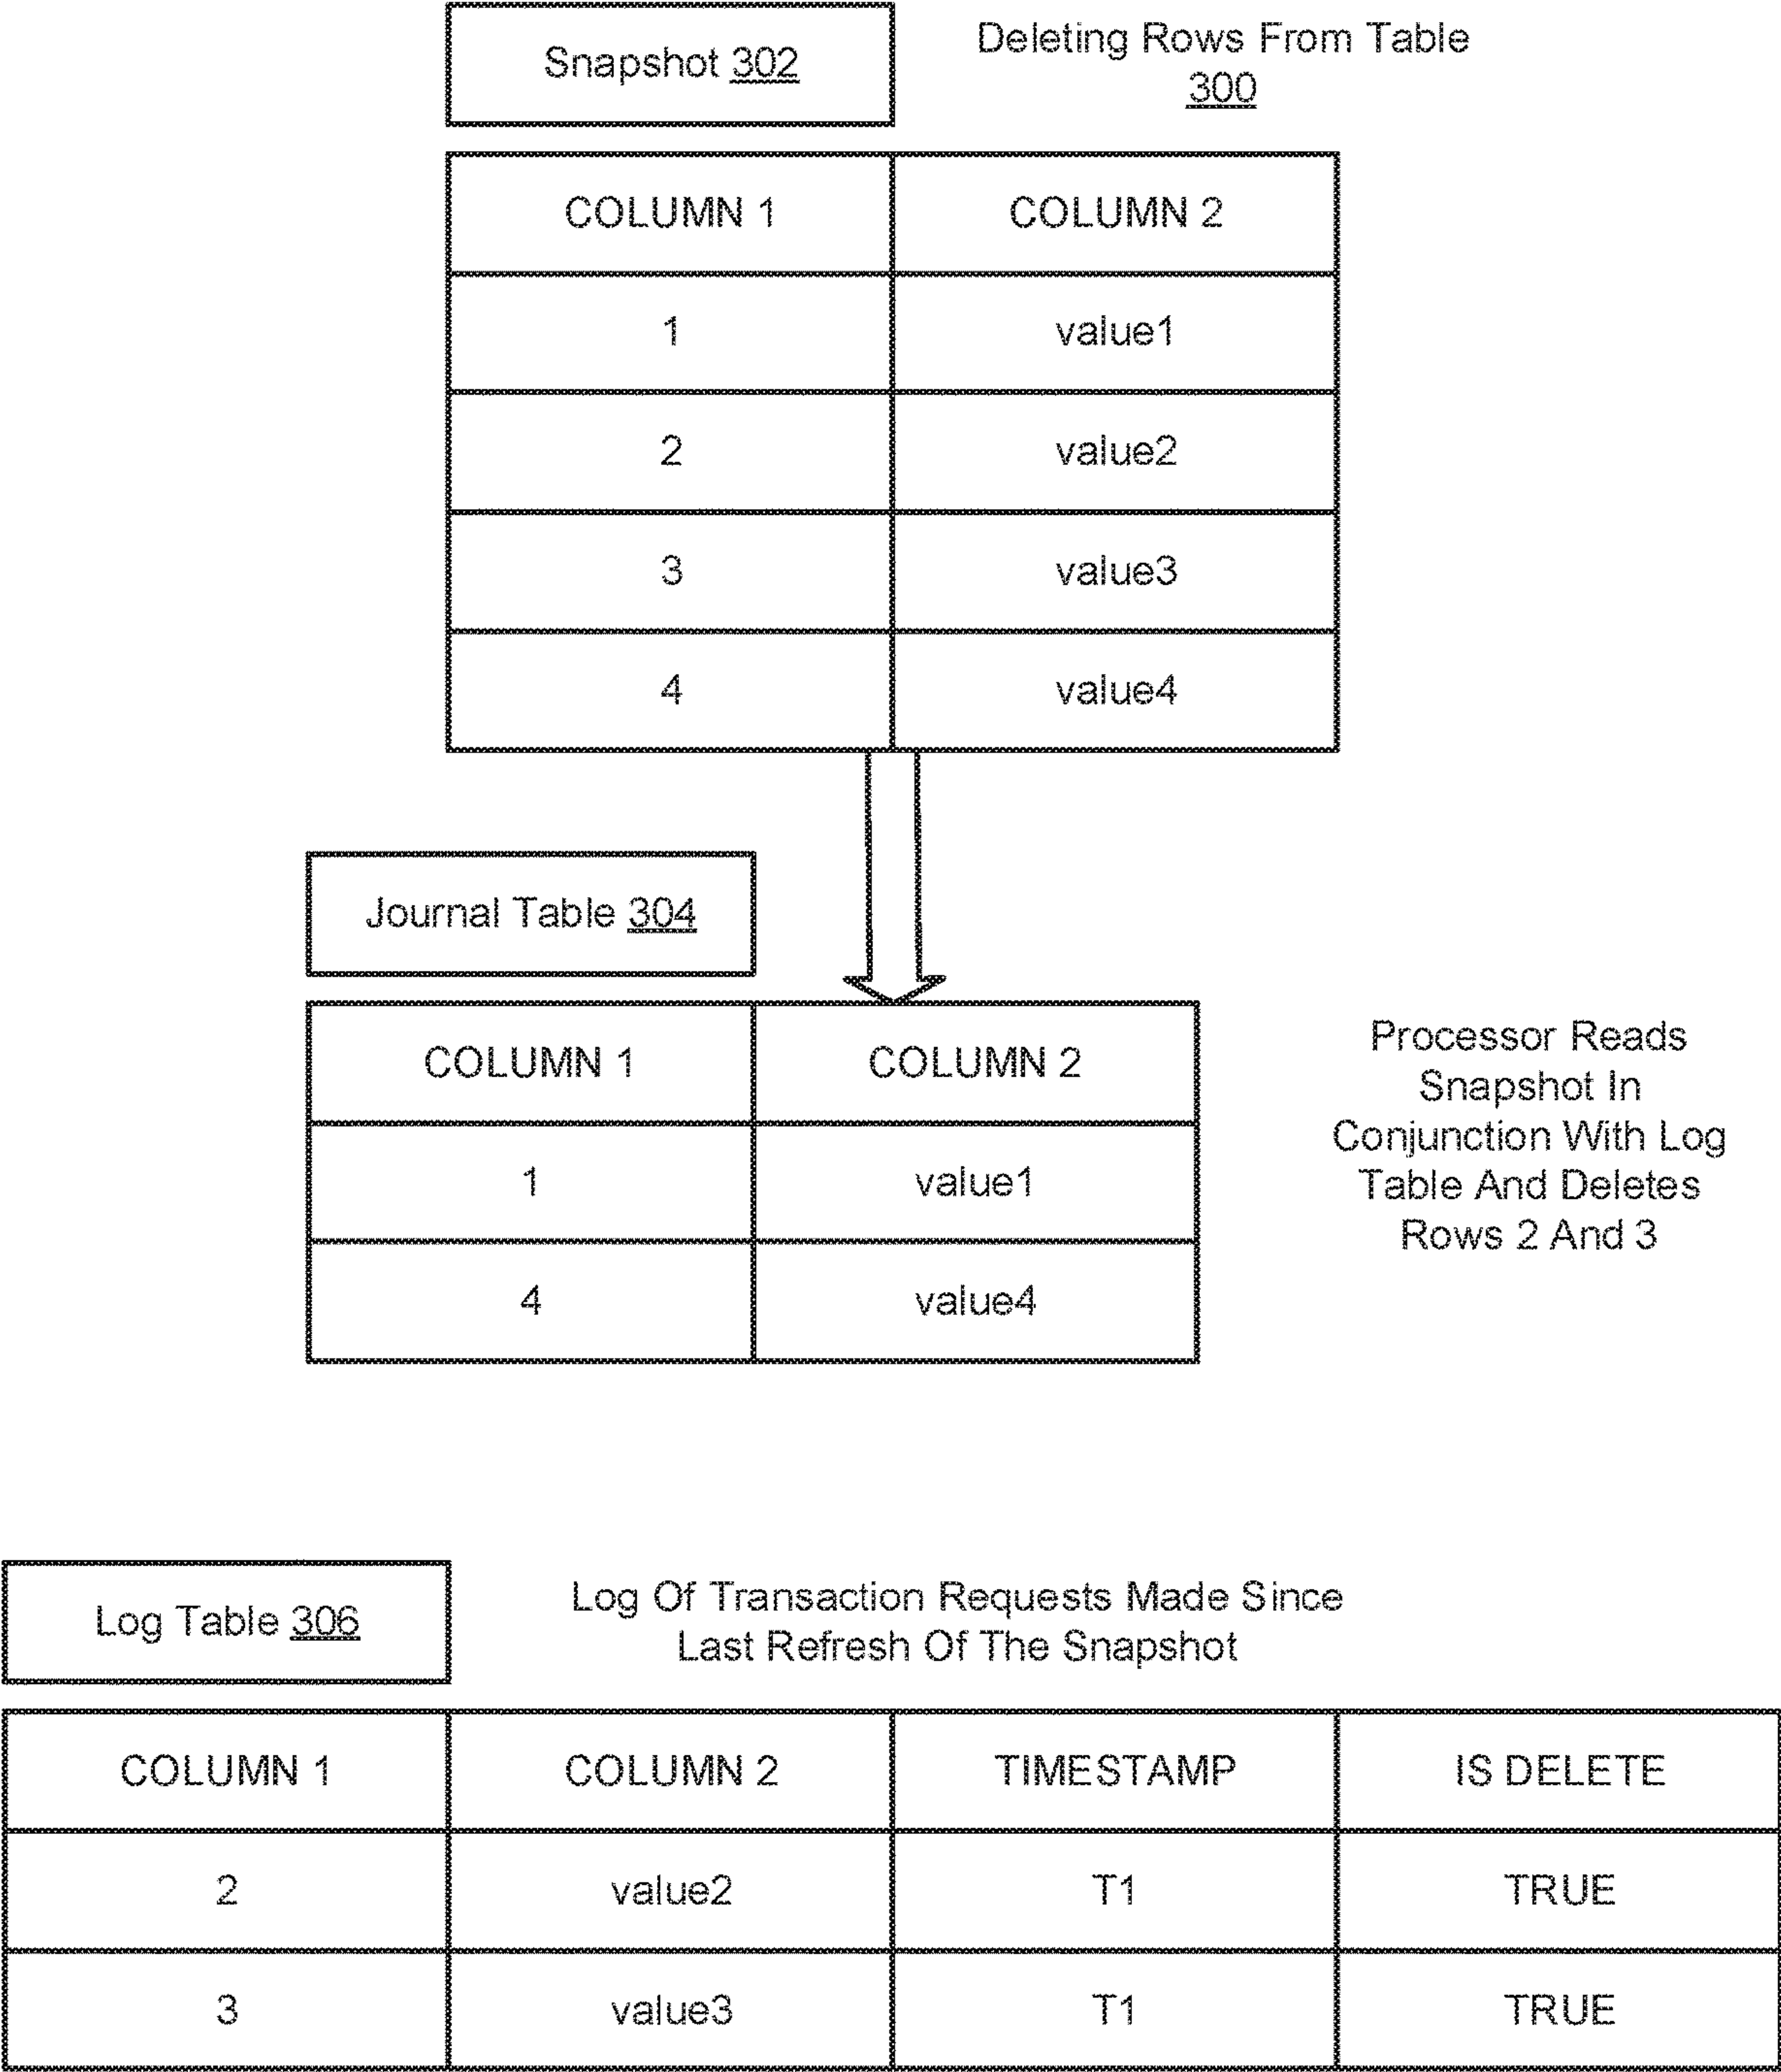 Snapshot 302
Deleting Rows From Table
300
COLUMN 1 COLUMN 2
1 value1
2 value2
3 value3
4 value4
Journal Table 304
COLUMN 1 COLUMN 2
1 value1
4 value4
Processor Reads
Snapshot In
Conjunction With Log
Table And Deletes
Rows 2 And 3
Log Table 306
Log Of Transaction Requests Made Since
Last Refresh Of The Snapshot
COLUMN 1 COLUMN 2 TIMESTAMP IS DELETE
2 value2 T1 TRUE
3 value3 T1 TRUE